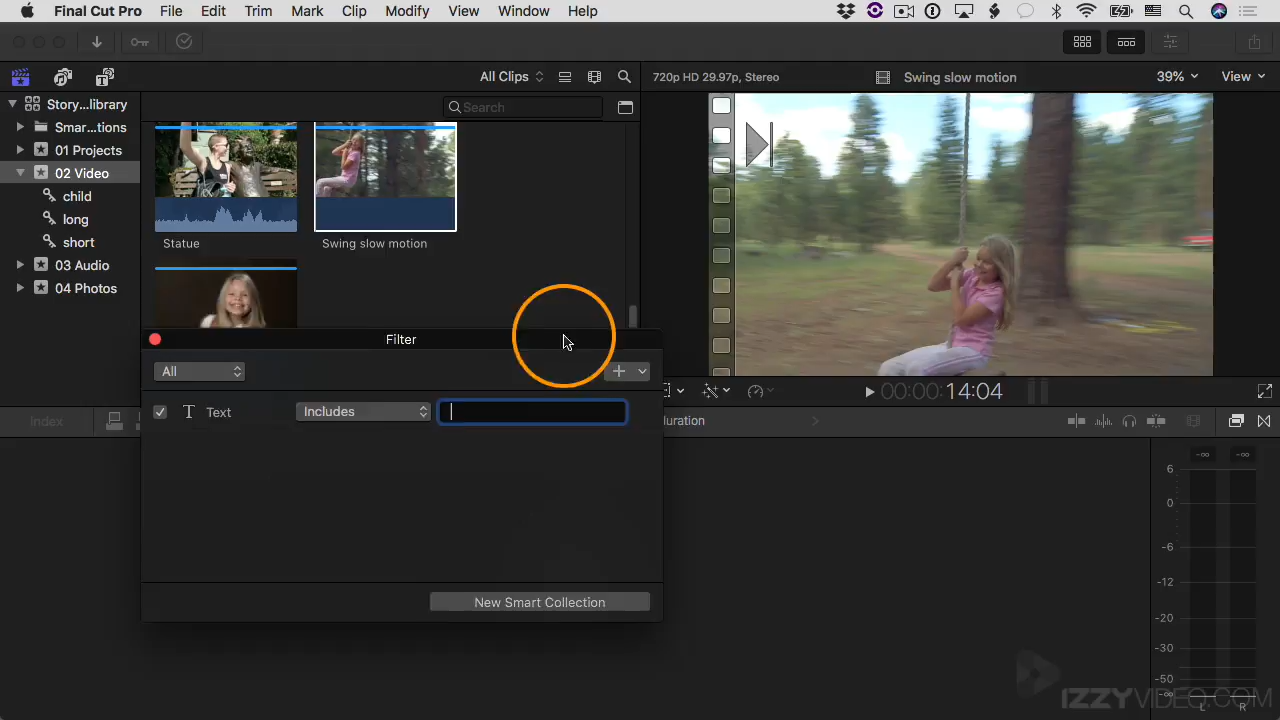 Final Cut Pro File Edit Trim Mark Clip Modify View Window Help
All Clips
720p HD 29.97p, Stereo
Swing slow motion
39%
View
Story...library
Search
Smar...tions
01 Projects
02 Video
child
long
short
03 Audio
04 Photos
Statue
Swing slow motion
Filter
All
Text
Includes
New Smart Collection
00:00:14:04
Index
duration
-∞ -∞
6
0
-6
-12
-20
-30
-50
-∞
L R
IZZYVIDEO.COM